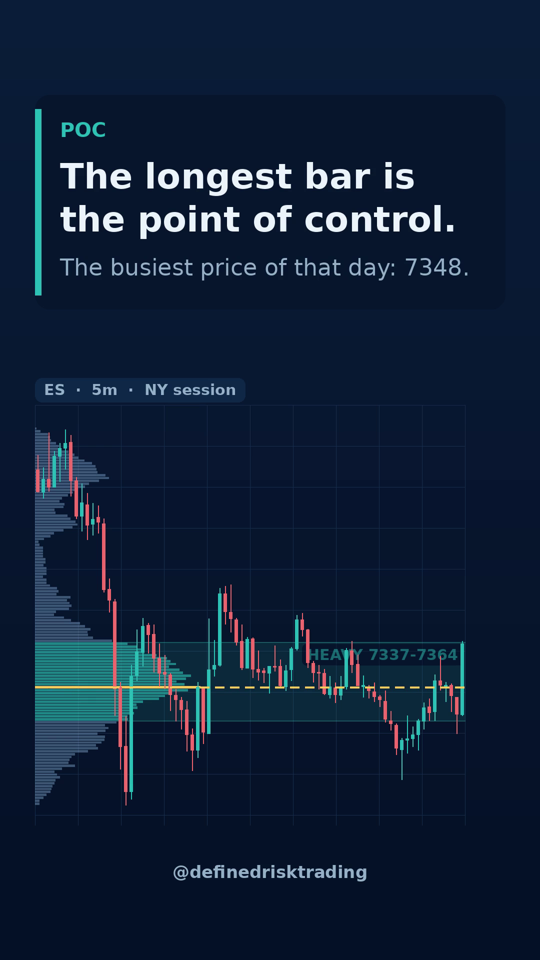 POC
The longest bar is
the point of control.
The busiest price of that day: 7348.
ES · 5m · NY session
HEAVY 7337-7364
@definedrisktrading